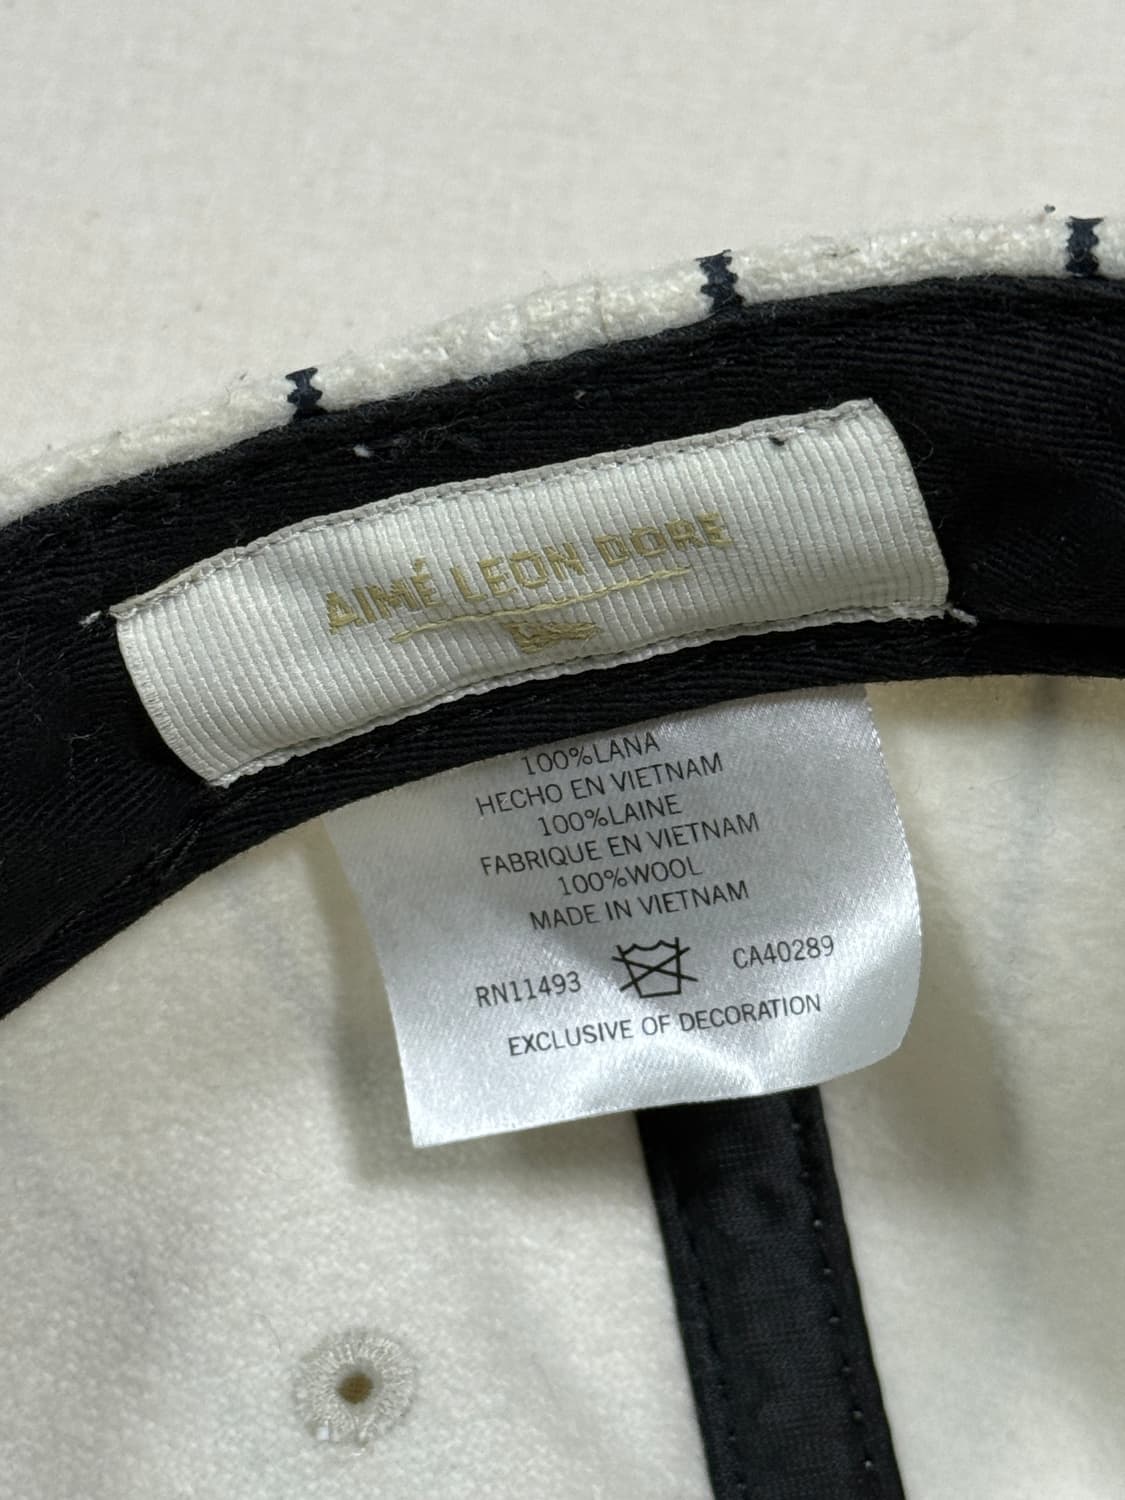 AIMÉ LEON DORE
100%LANA
HECHO EN VIETNAM
100%LAINE
FABRIQUE EN VIETNAM
100%WOOL
MADE IN VIETNAM
RN11493 CA40289
EXCLUSIVE OF DECORATION